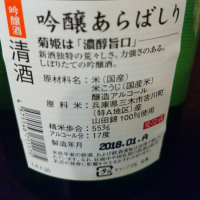 吟醸酒
清酒
吟醸あらばしり
菊姫は「濃醇旨口」
新酒独特の荒々しさ。力強さのある、
しぼりたての吟醸酒。
原材料名：米(国産)
米こうじ(国産米)
醸造アルコール
原料米：兵庫県三木市吉川町
(特A地区)産
山田錦100%使用
精米歩合：55%
アルコール分：17度
製造年月 2018.01